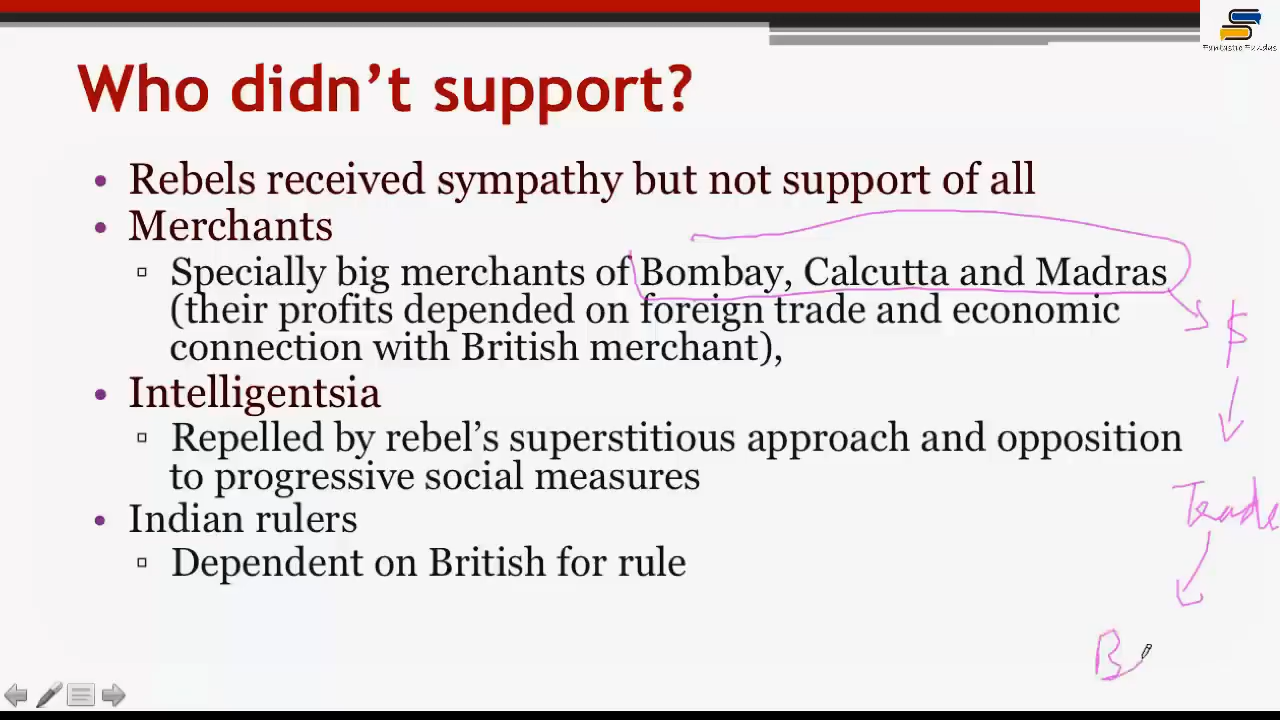 Who didn't support?
• Rebels received sympathy but not support of all
• Merchants
▫ Specially big merchants of Bombay, Calcutta and Madras
(their profits depended on foreign trade and economic
connection with British merchant),
$
• Intelligentsia
▫ Repelled by rebel's superstitious approach and opposition
to progressive social measures
Trade
• Indian rulers
▫ Dependent on British for rule
B